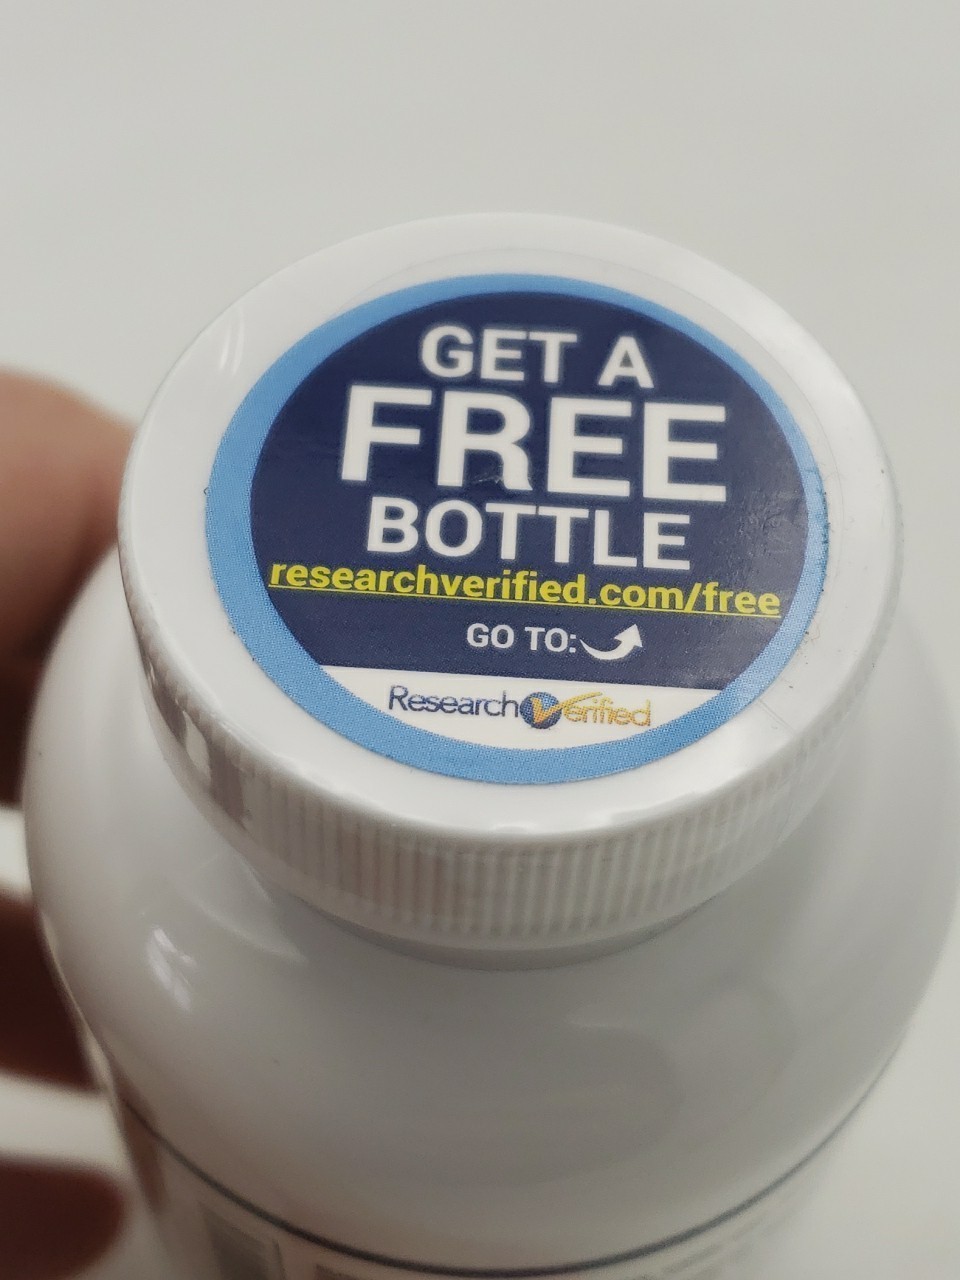 GET A
FREE
BOTTLE
researchverified.com/free
GO TO:
ResearchVerified